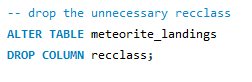 -- drop the unnecessary recclass
ALTER TABLE meteorite_landings
DROP COLUMN recclass;